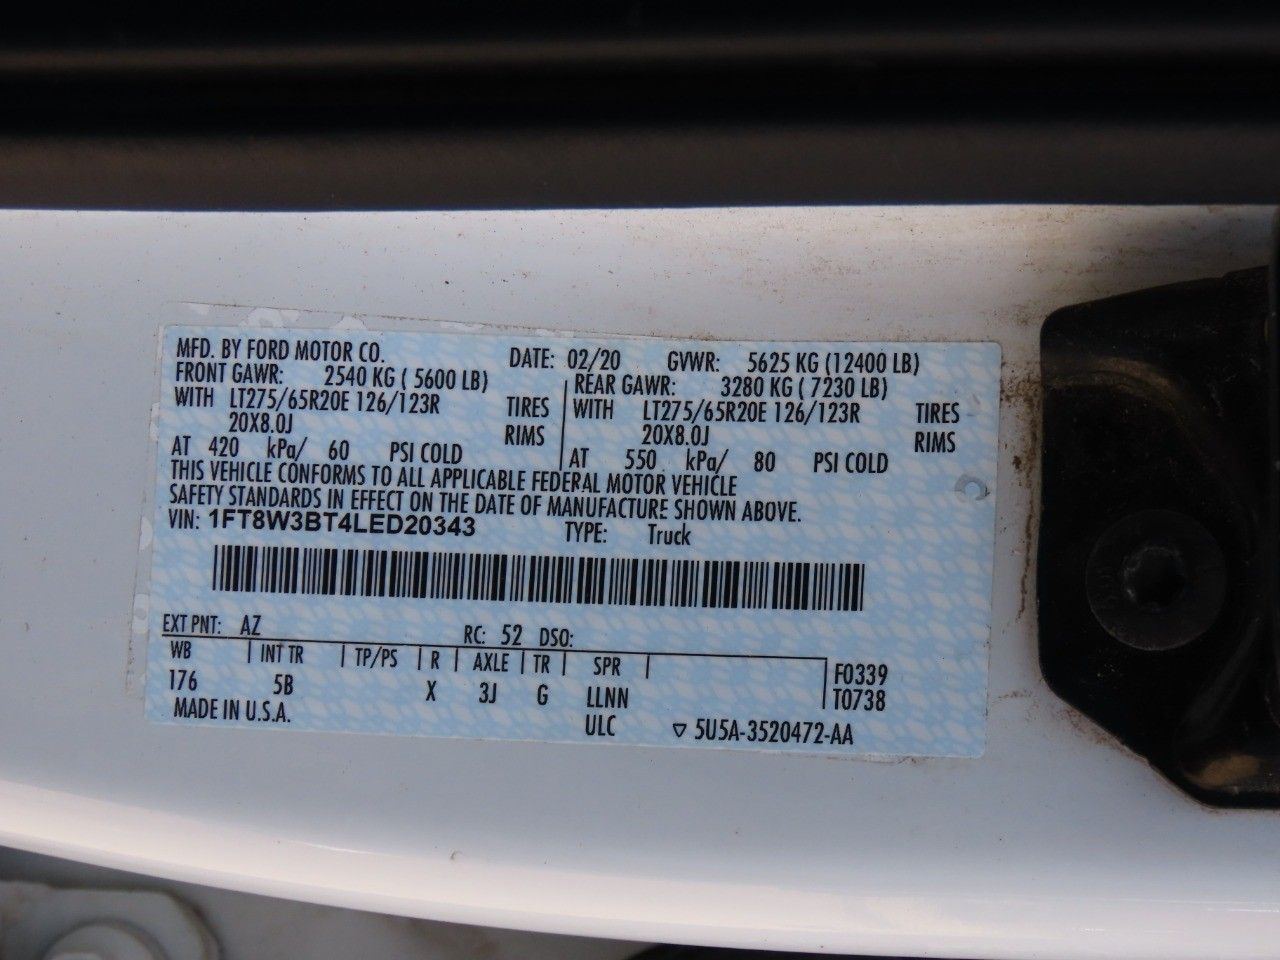 MFD. BY FORD MOTOR CO. DATE: 02/20 GVWR: 5625 KG (12400 LB)
FRONT GAWR: 2540 KG ( 5600 LB) REAR GAWR: 3280 KG ( 7230 LB)
WITH LT275/65R20E 126/123R TIRES WITH LT275/65R20E 126/123R TIRES
20X8.0J RIMS 20X8.0J RIMS
AT 420 kPa/ 60 PSI COLD AT 550 kPa/ 80 PSI COLD
THIS VEHICLE CONFORMS TO ALL APPLICABLE FEDERAL MOTOR VEHICLE
SAFETY STANDARDS IN EFFECT ON THE DATE OF MANUFACTURE SHOWN ABOVE.
VIN: 1FT8W3BT4LED20343 TYPE: Truck
EXT PNT: AZ RC: 52 DSO:
WB INT TR TP/PS R AXLE TR SPR F0339
176 5B X 3J G LLNN T0738
MADE IN U.S.A. ULC ▽ 5U5A-3520472-AA